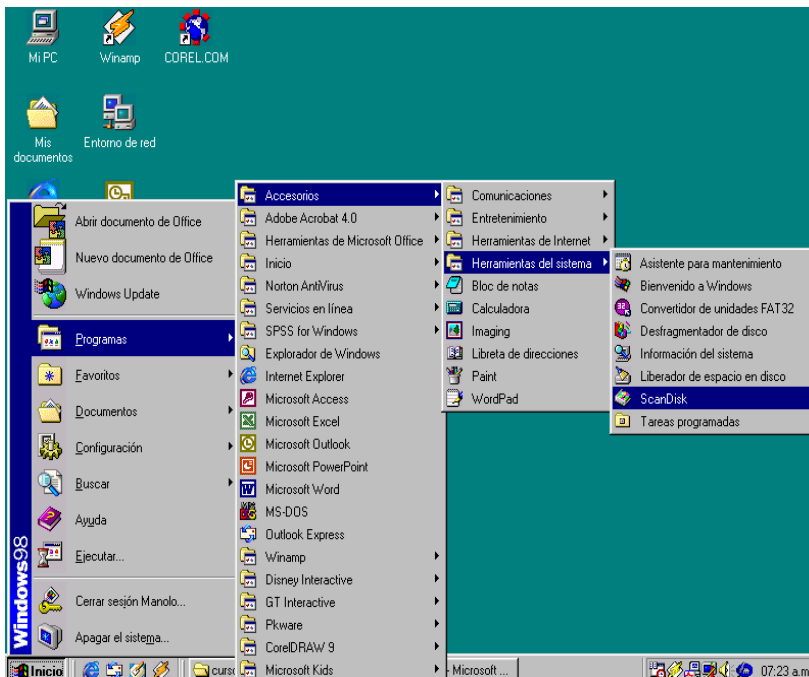 Mi PC
Winamp
COREL.COM
Mis
documentos
Entorno de red
Abrir documento de Office
Nuevo documento de Office
Windows Update
Programas
Favoritos
Documentos
Configuración
Buscar
Ayuda
Ejecutar...
Cerrar sesión Manolo...
Apagar el sistema...
Windows98
Accesorios
Adobe Acrobat 4.0
Herramientas de Microsoft Office
Inicio
Norton AntiVirus
Servicios en línea
SPSS for Windows
Explorador de Windows
Internet Explorer
Microsoft Access
Microsoft Excel
Microsoft Outlook
Microsoft PowerPoint
Microsoft Word
MS-DOS
Outlook Express
Winamp
Disney Interactive
GT Interactive
Pkware
CorelDRAW 9
Microsoft Kids
Comunicaciones
Entretenimiento
Herramientas de Internet
Herramientas del sistema
Bloc de notas
Calculadora
Imaging
Libreta de direcciones
Paint
WordPad
Asistente para mantenimiento
Bienvenido a Windows
Convertidor de unidades FAT32
Desfragmentador de disco
Información del sistema
Liberador de espacio en disco
ScanDisk
Tareas programadas
Inicio
curso
- Microsoft ...
07:23 a.m